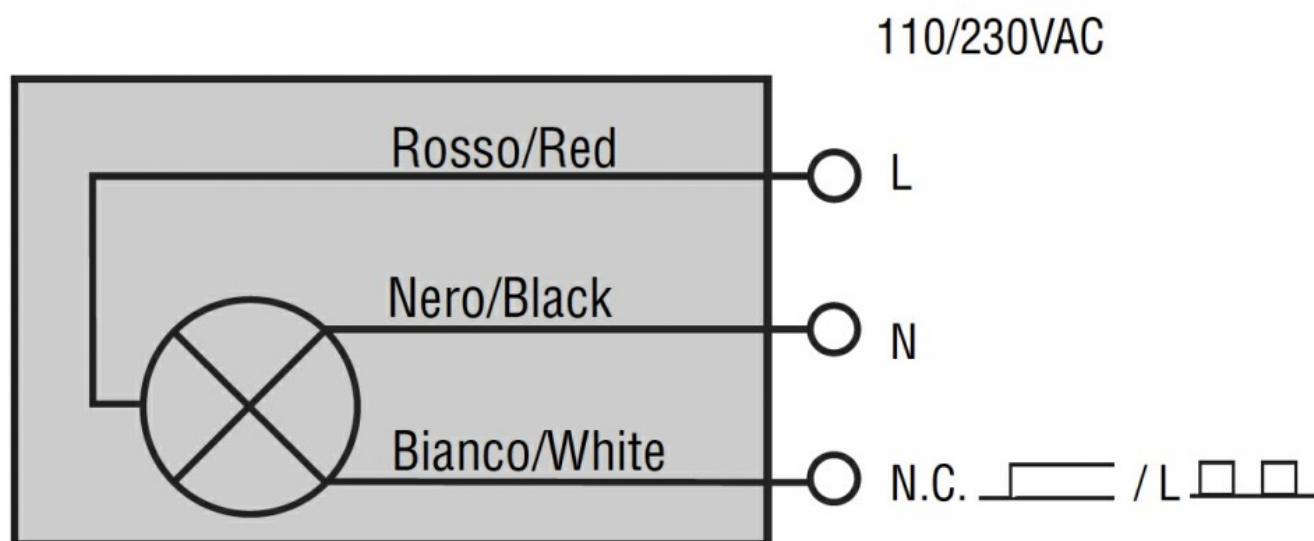 110/230VAC
Rosso/Red
L
Nero/Black
N
Bianco/White
N.C. / L